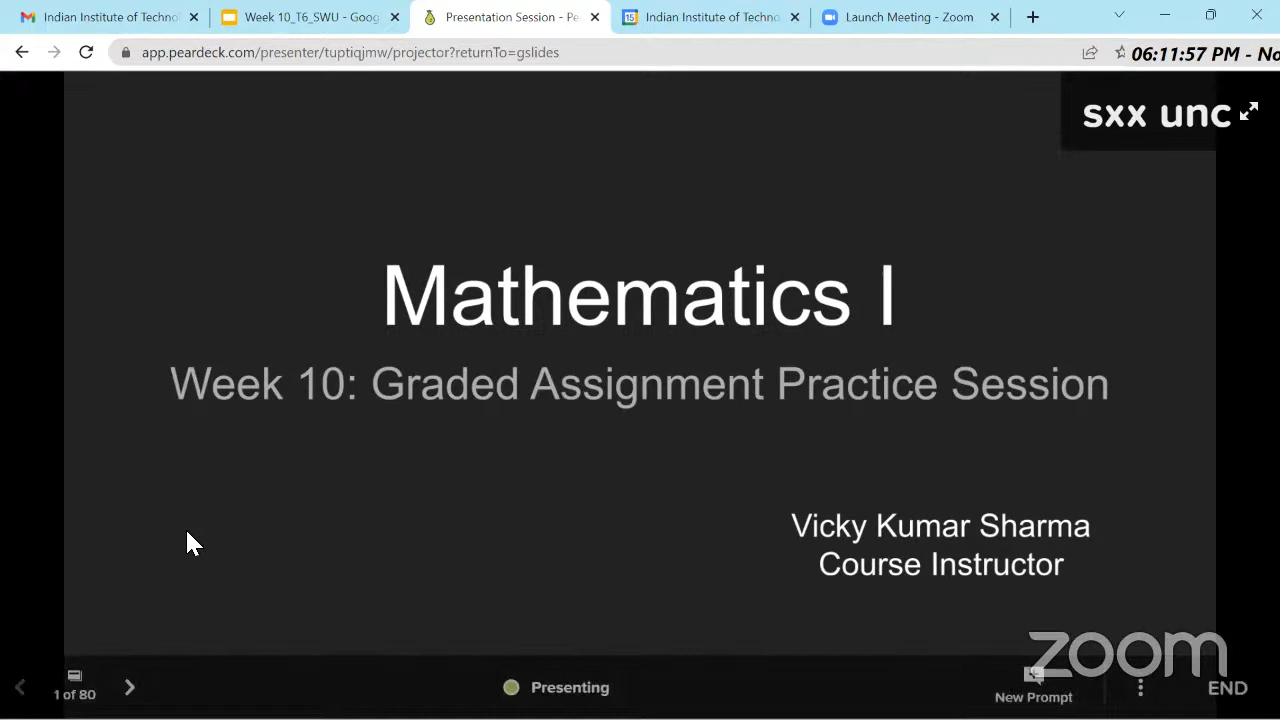 Indian Institute of Technol
Week 10_T6_SWU - Goog
Presentation Session - Pe
15
Indian Institute of Techno
Launch Meeting - Zoom
app.peardeck.com/presenter/tuptiqjmw/projector?returnTo=gslides
06:11:57 PM - No
sxx unc
Mathematics I
Week 10: Graded Assignment Practice Session
Vicky Kumar Sharma
Course Instructor
zoom
1 of 80
Presenting
New Prompt
END